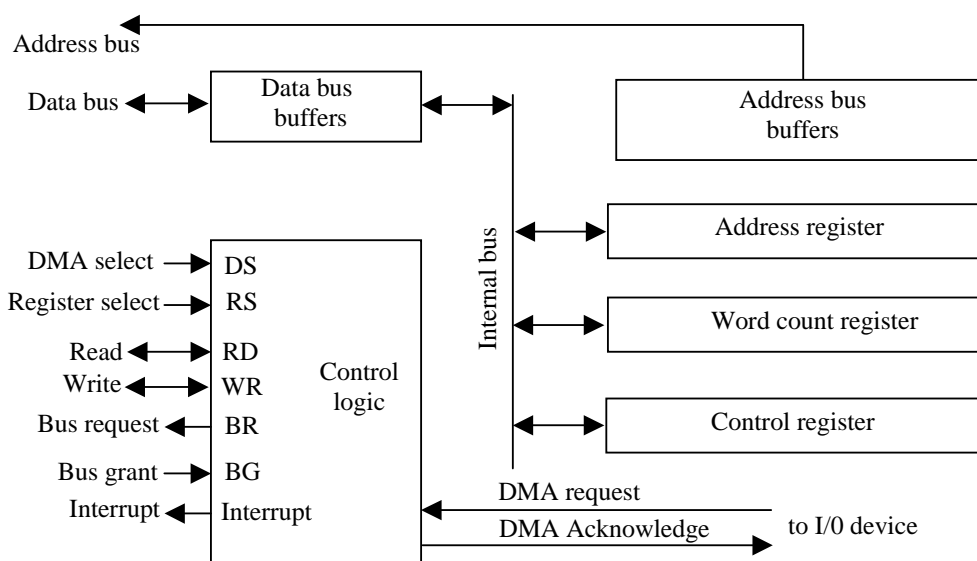 Address bus
Data bus
Data bus
buffers
Address bus
buffers
Internal bus
Address register
Word count register
Control register
DMA select
DS
Register select
RS
Read
RD
Write
WR
Bus request
BR
Bus grant
BG
Interrupt
Interrupt
Control
logic
DMA request
DMA Acknowledge
to I/0 device